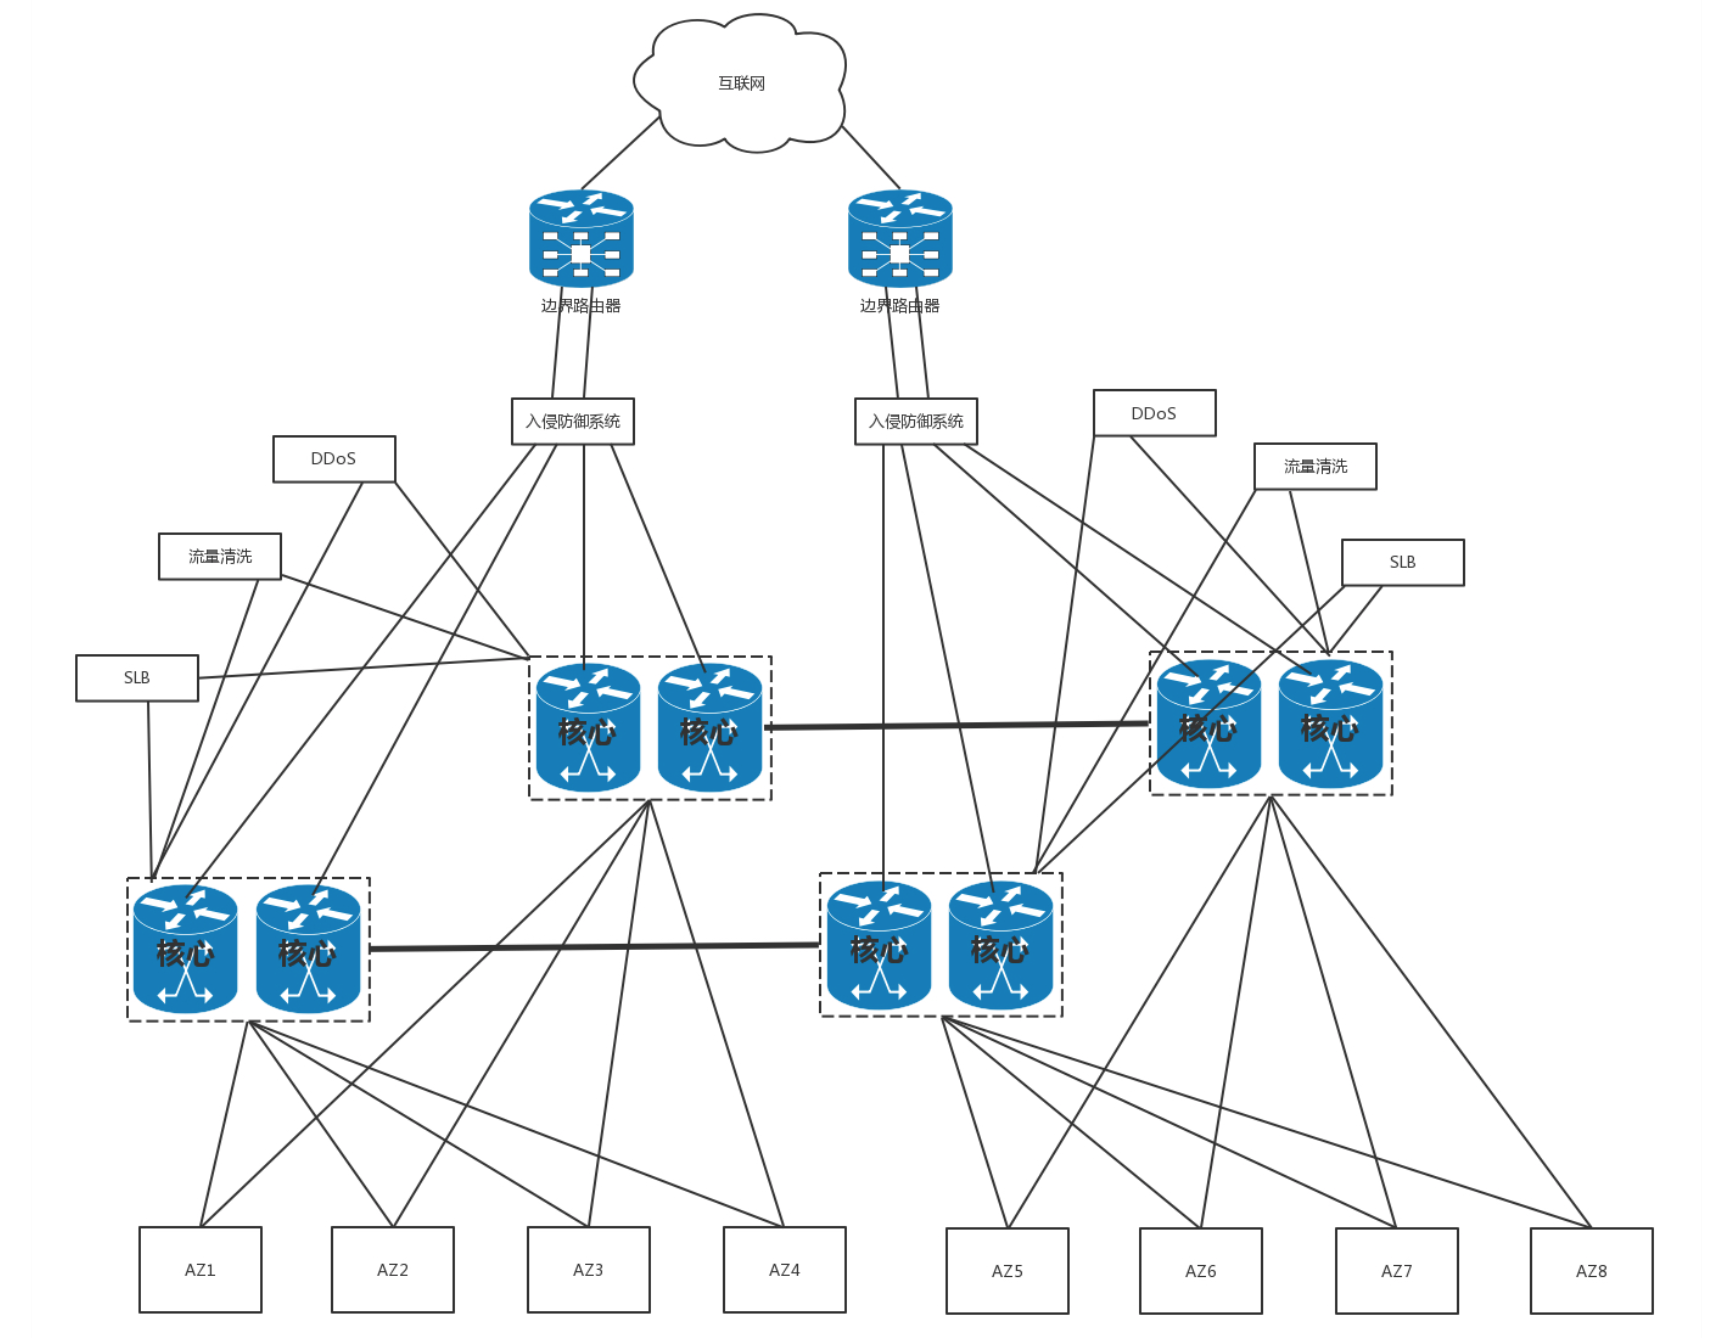 互联网
边界路由器
边界路由器
入侵防御系统
入侵防御系统
DDoS
DDoS
流量清洗
流量清洗
SLB
SLB
核心
核心
核心
核心
核心
核心
核心
核心
AZ1
AZ2
AZ3
AZ4
AZ5
AZ6
AZ7
AZ8